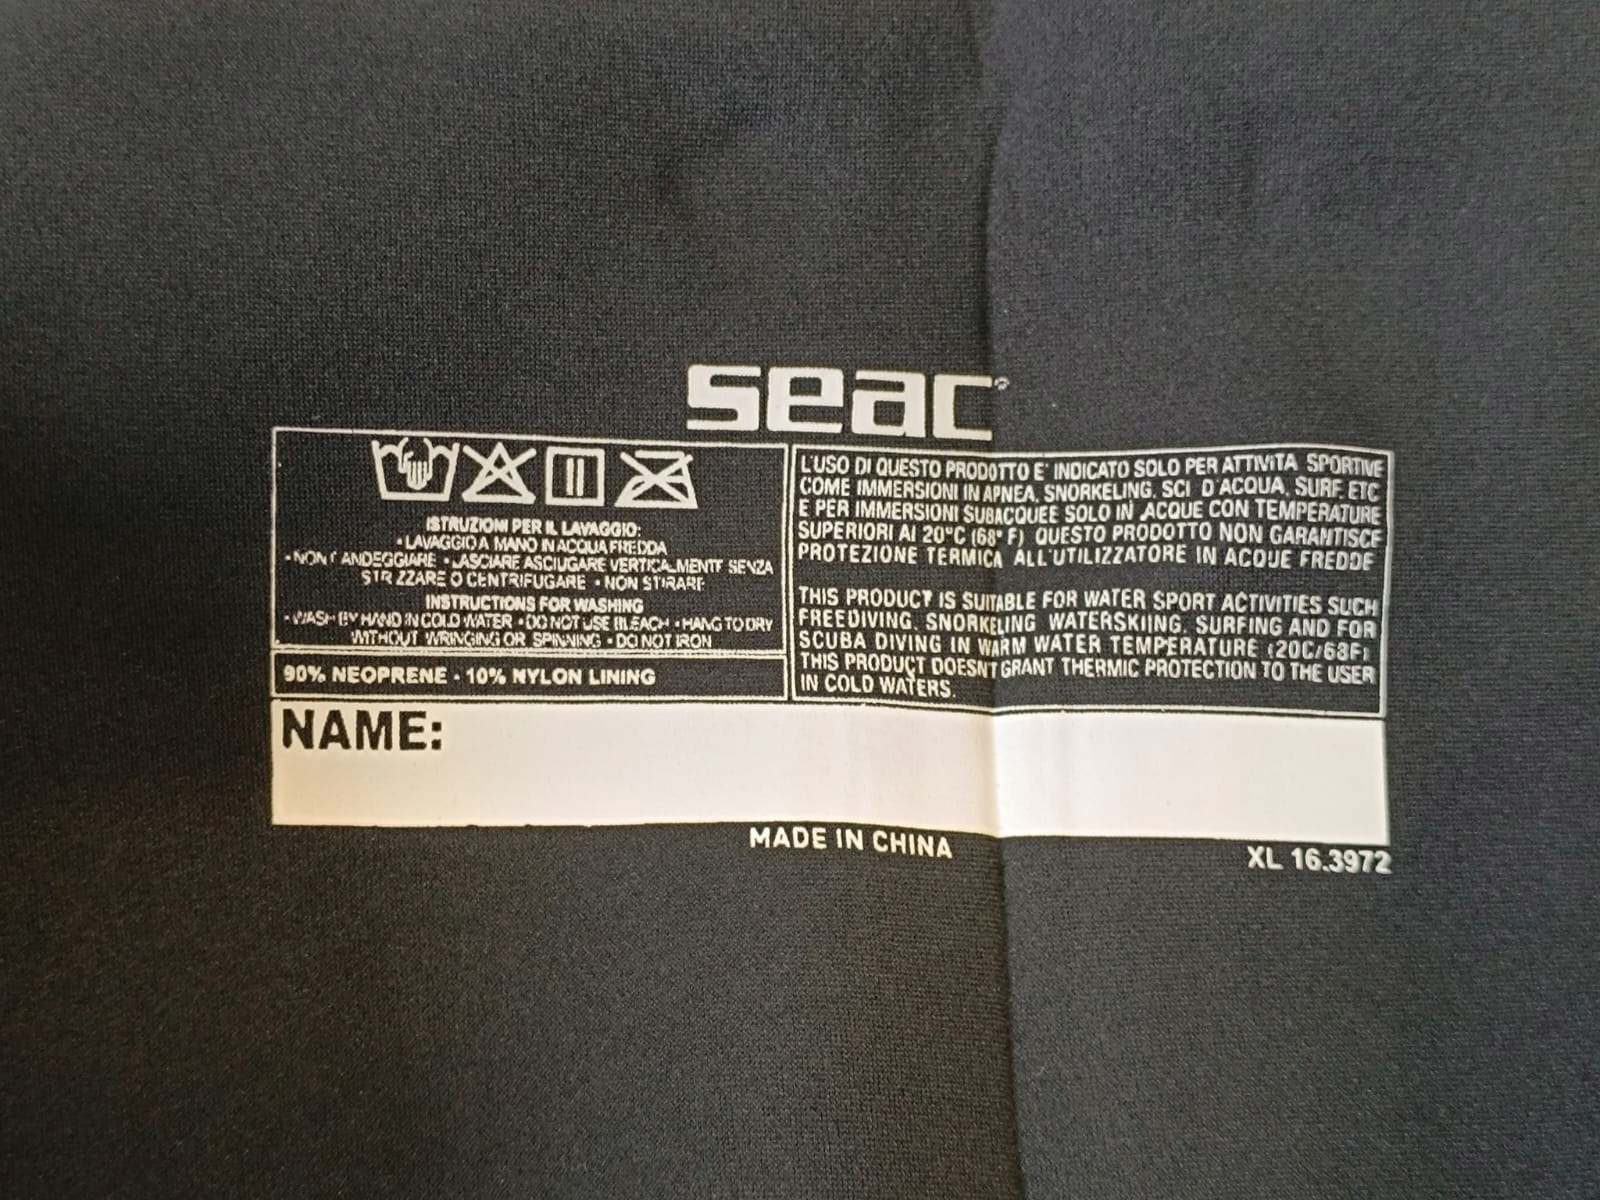 seac
ISTRUZIONI PER IL LAVAGGIO:
• LAVAGGIO A MANO IN ACQUA FREDDA
• NON CANDEGGIARE • LASCIARE ASCIUGARE VERTICALMENTE SENZA
STRIZZARE O CENTRIFUGARE • NON STIRARE
INSTRUCTIONS FOR WASHING
• WASH BY HAND IN COLD WATER • DO NOT USE BLEACH • HANG TO DRY
WITHOUT WRINGING OR SPINNING • DO NOT IRON
90% NEOPRENE - 10% NYLON LINING
L'USO DI QUESTO PRODOTTO E' INDICATO SOLO PER ATTIVITA SPORTIVE
COME IMMERSIONI IN APNEA, SNORKELING, SCI D'ACQUA, SURF, ETC
E PER IMMERSIONI SUBACQUEE SOLO IN ACQUE CON TEMPERATURE
SUPERIORI AI 20°C (68° F) QUESTO PRODOTTO NON GARANTISCE
PROTEZIONE TERMICA ALL'UTILIZZATORE IN ACQUE FREDDE
THIS PRODUCT IS SUITABLE FOR WATER SPORT ACTIVITIES SUCH
FREEDIVING, SNORKELING WATERSKIING, SURFING AND FOR
SCUBA DIVING IN WARM WATER TEMPERATURE (20C/68F)
THIS PRODUCT DOESN'T GRANT THERMIC PROTECTION TO THE USER
IN COLD WATERS.
NAME:
MADE IN CHINA
XL 16.3972